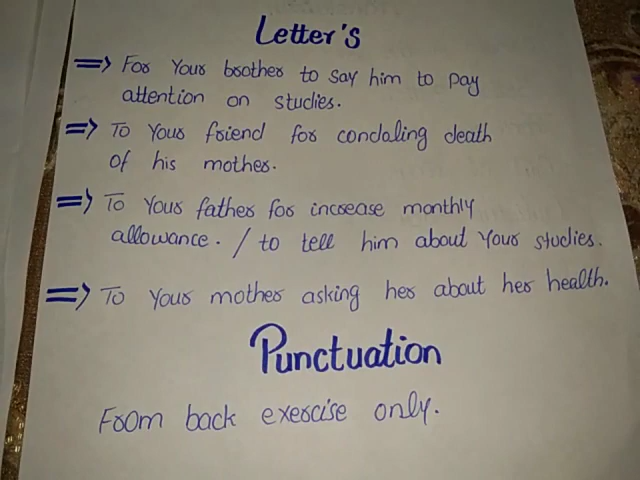 Letter's
=> For Your brother to say him to pay
attention on studies.
=> To Your friend for condaling death
of his mother.
=> To Your father for increase monthly
allowance. / to tell him about Your studies.
=> To Your mother asking her about her health.
Punctuation
From back exercise only.